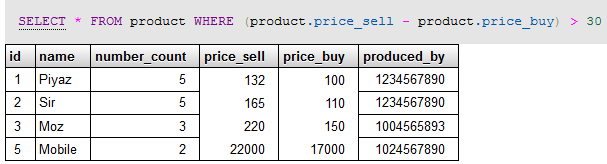 SELECT * FROM product WHERE (product.price_sell - product.price_buy) > 30
id name number_count price_sell price_buy produced_by
1 Piyaz 5 132 100 1234567890
2 Sir 5 165 110 1234567890
3 Moz 3 220 150 1004565893
5 Mobile 2 22000 17000 1024567890